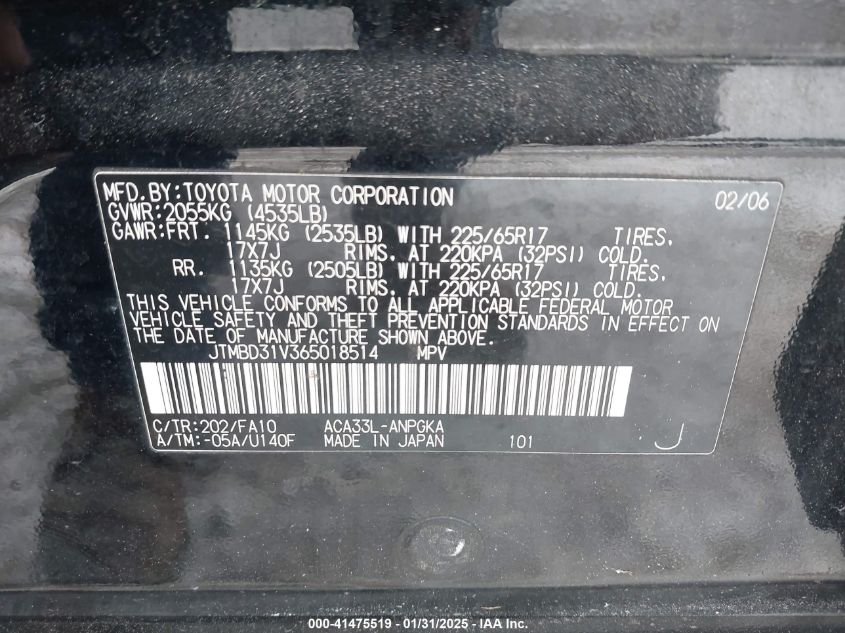 MFD.BY:TOYOTA MOTOR CORPORATION 02/06
GVWR:2055KG (4535LB)
GAWR:FRT. 1145KG (2535LB) WITH 225/65R17 TIRES,
17X7J RIMS. AT 220KPA (32PSI) COLD.
RR. 1135KG (2505LB) WITH 225/65R17 TIRES,
17X7J RIMS. AT 220KPA (32PSI) COLD.
THIS VEHICLE CONFORMS TO ALL APPLICABLE FEDERAL MOTOR
VEHICLE SAFETY AND THEFT PREVENTION STANDARDS IN EFFECT ON
THE DATE OF MANUFACTURE SHOWN ABOVE.
JTMBD31V365018514 MPV
C/TR:202/FA10 ACA33L-ANPGKA
A/TM:-05A/U140F MADE IN JAPAN 101 J
000-41475519 - 01/31/2025 - © IAA, Inc.